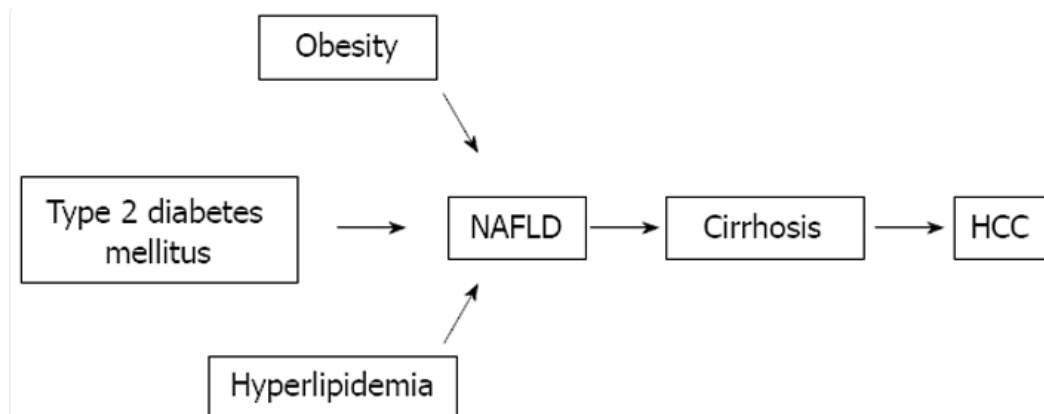 Obesity
Type 2 diabetes
mellitus
NAFLD
Cirrhosis
HCC
Hyperlipidemia